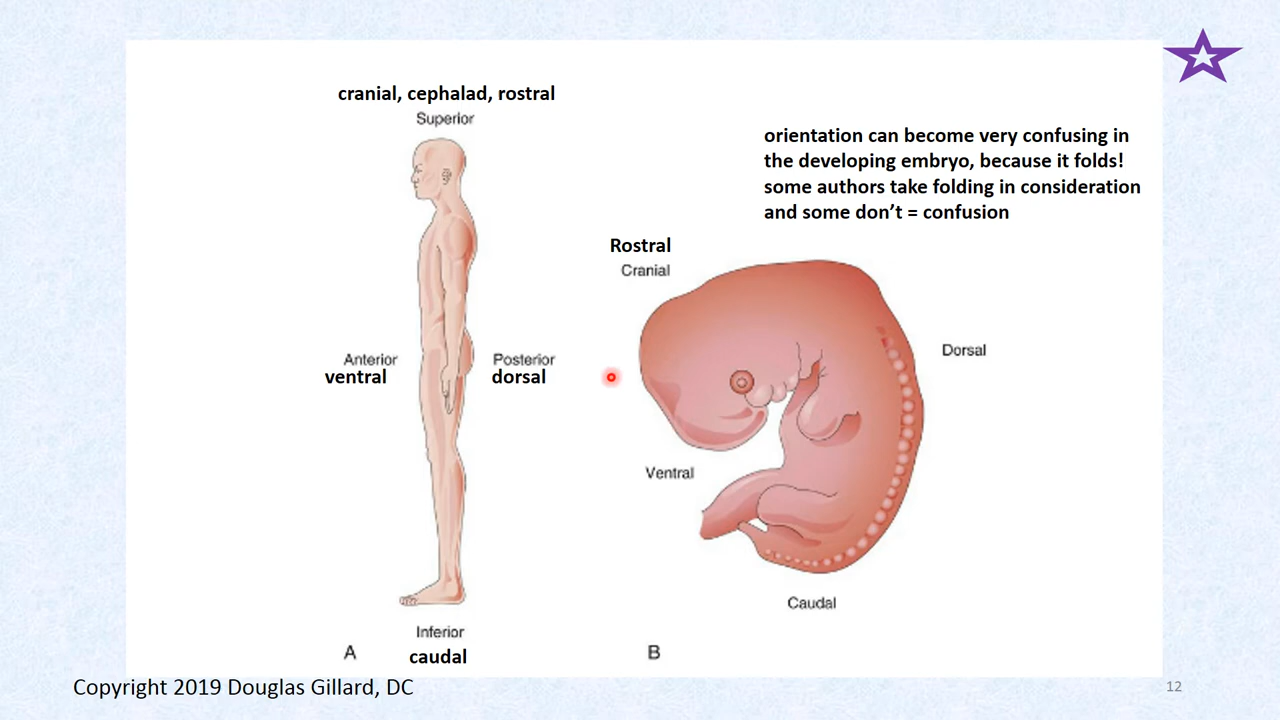 cranial, cephalad, rostral
Superior
orientation can become very confusing in
the developing embryo, because it folds!
some authors take folding in consideration
and some don’t = confusion
Rostral
Cranial
Anterior
ventral
Posterior
dorsal
Dorsal
Ventral
Caudal
Inferior
caudal
A
B
Copyright 2019 Douglas Gillard, DC
12